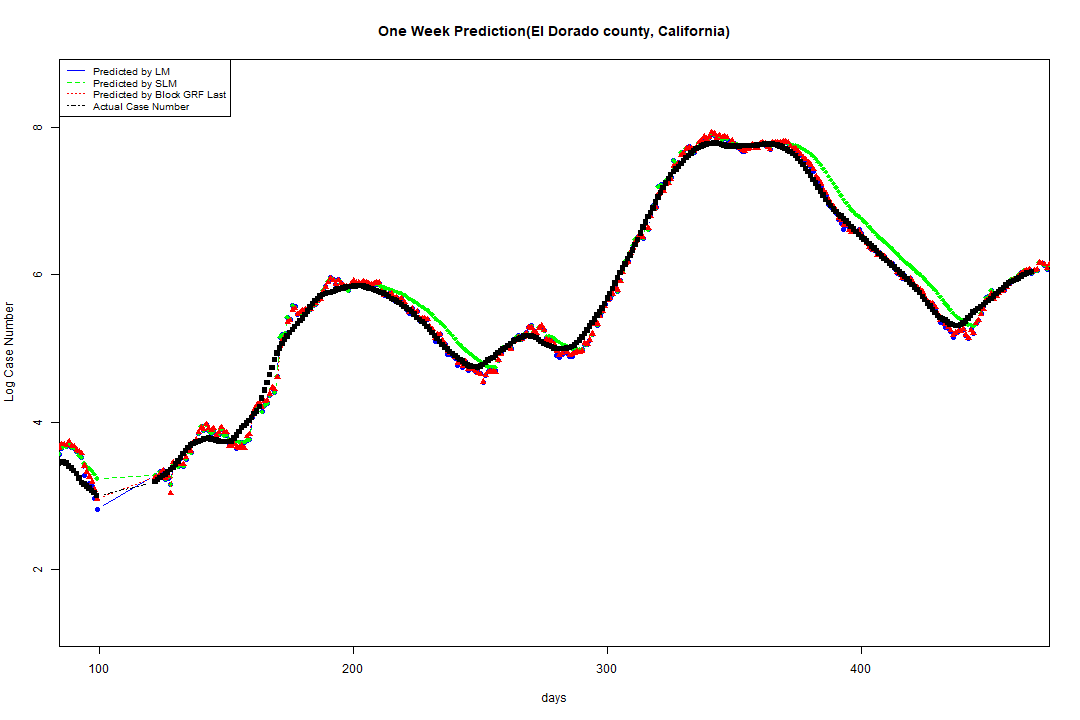 One Week Prediction(El Dorado county, California)
Predicted by LM
Predicted by SLM
Predicted by Block GRF Last
Actual Case Number
8
6
4
2
Log Case Number
100 200 300 400
days